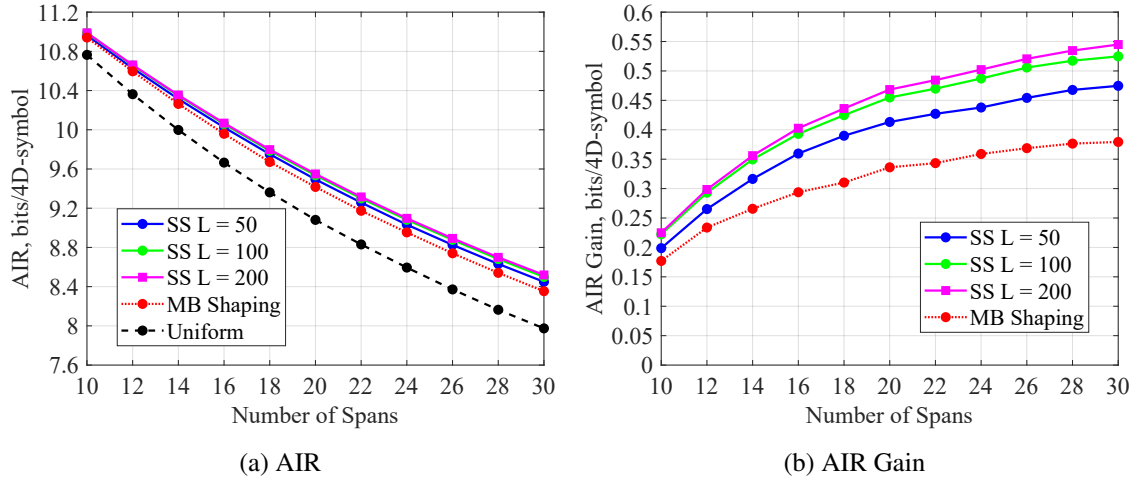 AIR, bits/4D-symbol
11.2
10.8
10.4
10
9.6
9.2
8.8
8.4
8
7.6
SS L = 50
SS L = 100
SS L = 200
MB Shaping
Uniform
10 12 14 16 18 20 22 24 26 28 30
Number of Spans
(a) AIR
AIR Gain, bits/4D-symbol
0.6
0.55
0.5
0.45
0.4
0.35
0.3
0.25
0.2
0.15
0.1
0.05
0
SS L = 50
SS L = 100
SS L = 200
MB Shaping
10 12 14 16 18 20 22 24 26 28 30
Number of Spans
(b) AIR Gain